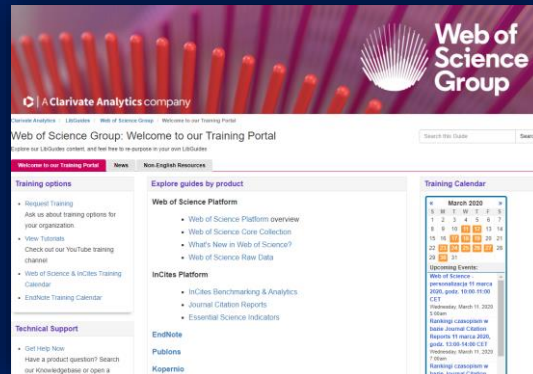 Web of
Science
Group
A Clarivate Analytics company
Clarivate Analytics / LibGuides / Web of Science Group / Welcome to our Training Portal
Web of Science Group: Welcome to our Training Portal
Explore our LibGuides content, and feel free to re-purpose in your own LibGuides
Search this Guide
Search
Welcome to our Training Portal
News
Non-English Resources
Training options
• Request Training
Ask us about training options for
your organization
• View Tutorials
Check out our YouTube training
channel
• Web of Science & InCites Training
Calendar
• EndNote Training Calendar
Technical Support
• Get Help Now
Have a product question? Search
our Knowledgebase or open a
Explore guides by product
Web of Science Platform
• Web of Science Platform overview
• Web of Science Core Collection
• What's New in Web of Science?
• Web of Science Raw Data
InCites Platform
• InCites Benchmarking & Analytics
• Journal Citation Reports
• Essential Science Indicators
EndNote
Publons
Kopernio
Training Calendar
« March 2020 »
S M T W T F S
1 2 3 4 5 6 7
8 9 10 11 12 13 14
15 16 17 18 19 20 21
22 23 24 25 26 27 28
29 30 31
Upcoming Events:
Web of Science -
personalizacja 11 marca
2020, godz. 10:00-11:00
CET
Wednesday, March 11, 2020
Rankingi czasopism w
bazie Journal Citation
Reports 11 marca 2020,
godz. 13:00-14:00 CET
Wednesday, March 11, 2020
Rankingi czasopism w
bazie Journal Citation